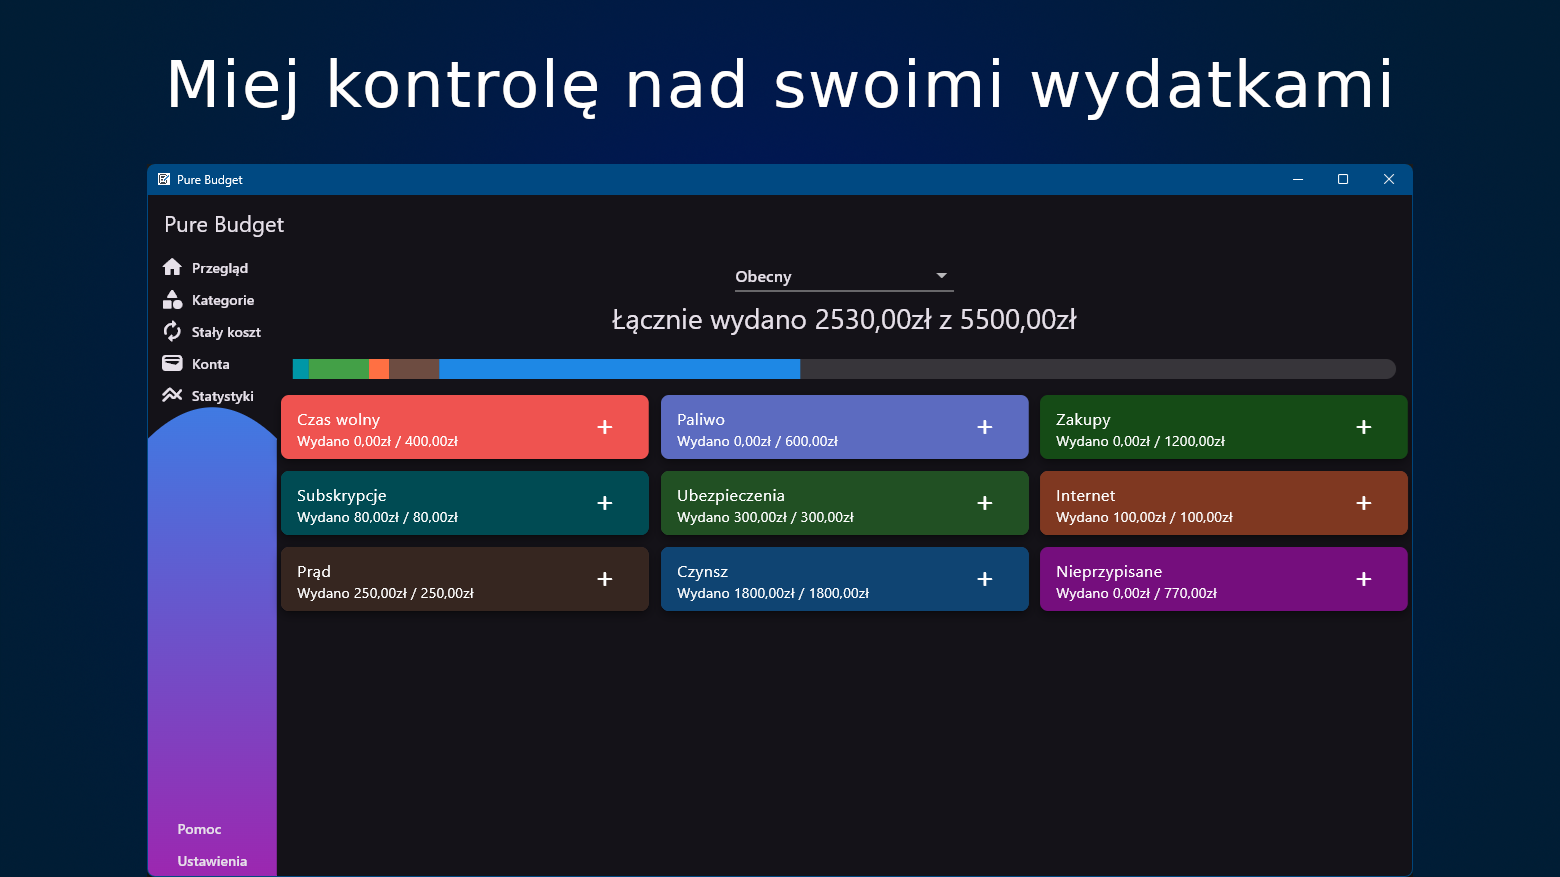 Miej kontrolę nad swoimi wydatkami
Pure Budget
Pure Budget
Przegląd
Kategorie
Stały koszt
Konta
Statystyki
Obecny
Łącznie wydano 2530,00zł z 5500,00zł
Czas wolny
Wydano 0,00zł / 400,00zł
Paliwo
Wydano 0,00zł / 600,00zł
Zakupy
Wydano 0,00zł / 1200,00zł
Subskrypcje
Wydano 80,00zł / 80,00zł
Ubezpieczenia
Wydano 300,00zł / 300,00zł
Internet
Wydano 100,00zł / 100,00zł
Prąd
Wydano 250,00zł / 250,00zł
Czynsz
Wydano 1800,00zł / 1800,00zł
Nieprzypisane
Wydano 0,00zł / 770,00zł
Pomoc
Ustawienia